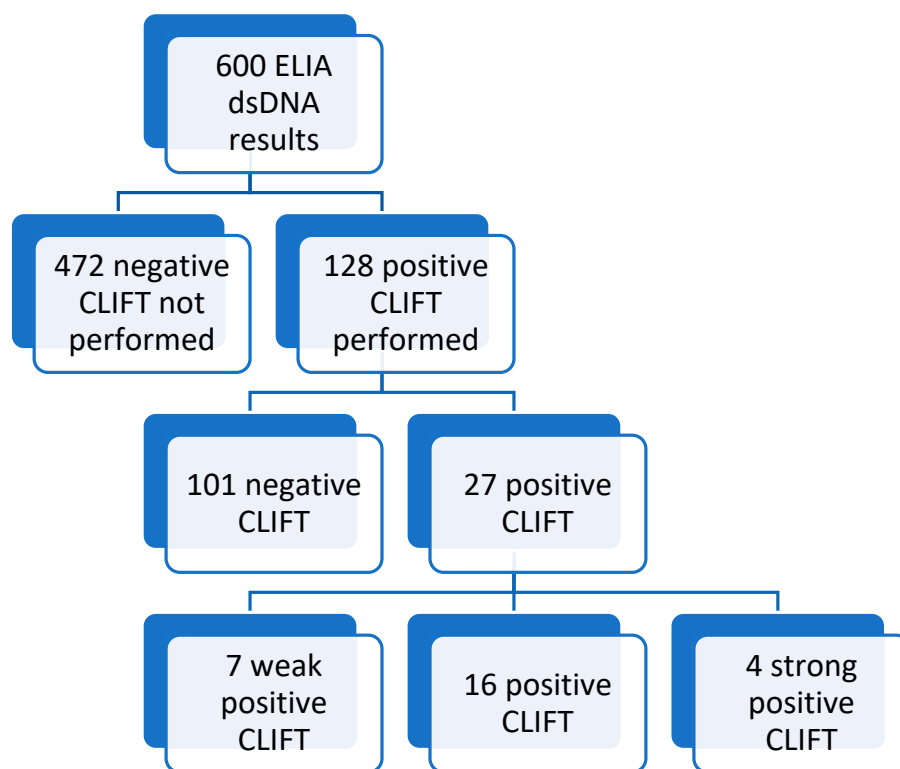 600 ELIA
dsDNA
results
472 negative
CLIFT not
performed
128 positive
CLIFT
performed
101 negative
CLIFT
27 positive
CLIFT
7 weak
positive
CLIFT
16 positive
CLIFT
4 strong
positive
CLIFT